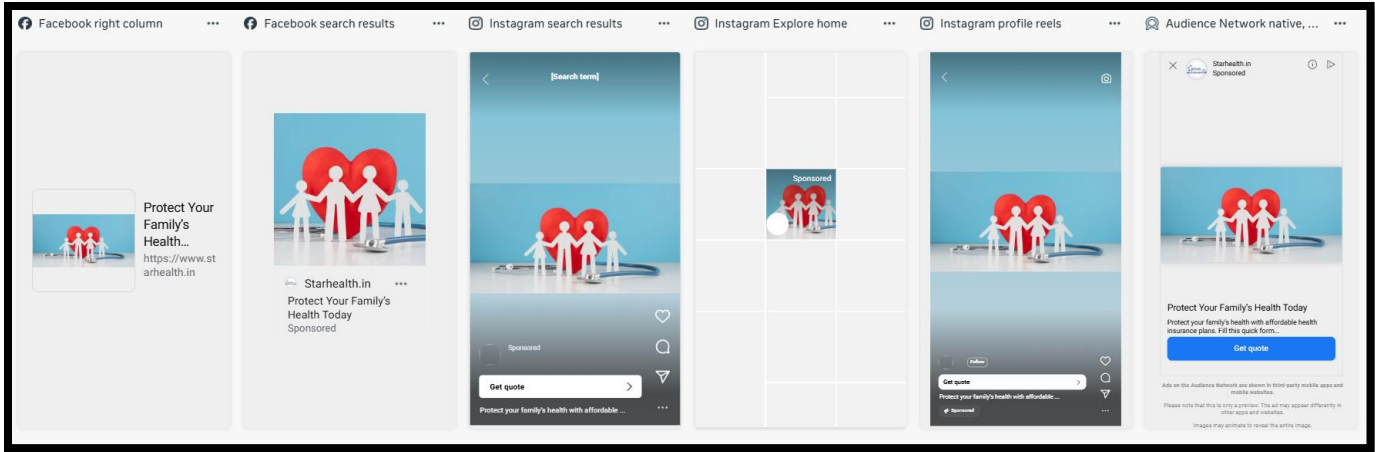 Facebook right column
Protect Your
Family's
Health...
https://www.st
arhealth.in
Facebook search results
Starhealth.in
Protect Your Family's
Health Today
Sponsored
Instagram search results
[Search term]
Sponsored
Get quote
Protect your family's health with affordable ...
Instagram Explore home
Sponsored
Instagram profile reels
Follow
Get quote
Protect your family's health with affordable ...
Sponsored
Audience Network native, ...
Starhealth.in
Sponsored
Protect Your Family's Health Today
Protect your family's health with affordable health
insurance plans. Fill this quick form...
Get quote
Ads on the Audience Network are shown in third-party mobile apps and
mobile websites.
Please note that this is only a preview. The ad may appear differently in
other apps and websites.
Images may animate to reveal the entire image.